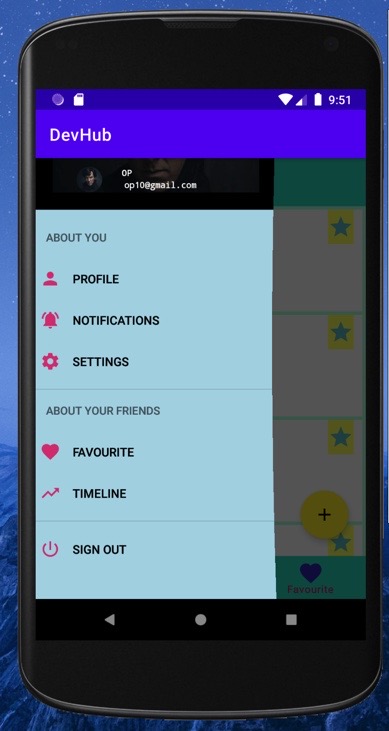 9:51
DevHub
OP
op10@gmail.com
ABOUT YOU
PROFILE
NOTIFICATIONS
SETTINGS
ABOUT YOUR FRIENDS
FAVOURITE
TIMELINE
SIGN OUT
Favourite